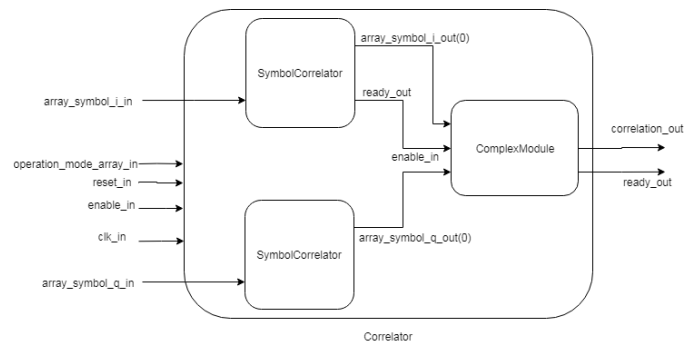 array_symbol_i_out(0)
SymbolCorrelator
array_symbol_i_in
ready_out
correlation_out
enable_in
ComplexModule
operation_mode_array_in
reset_in
ready_out
enable_in
clk_in
array_symbol_q_out(0)
SymbolCorrelator
array_symbol_q_in
Correlator